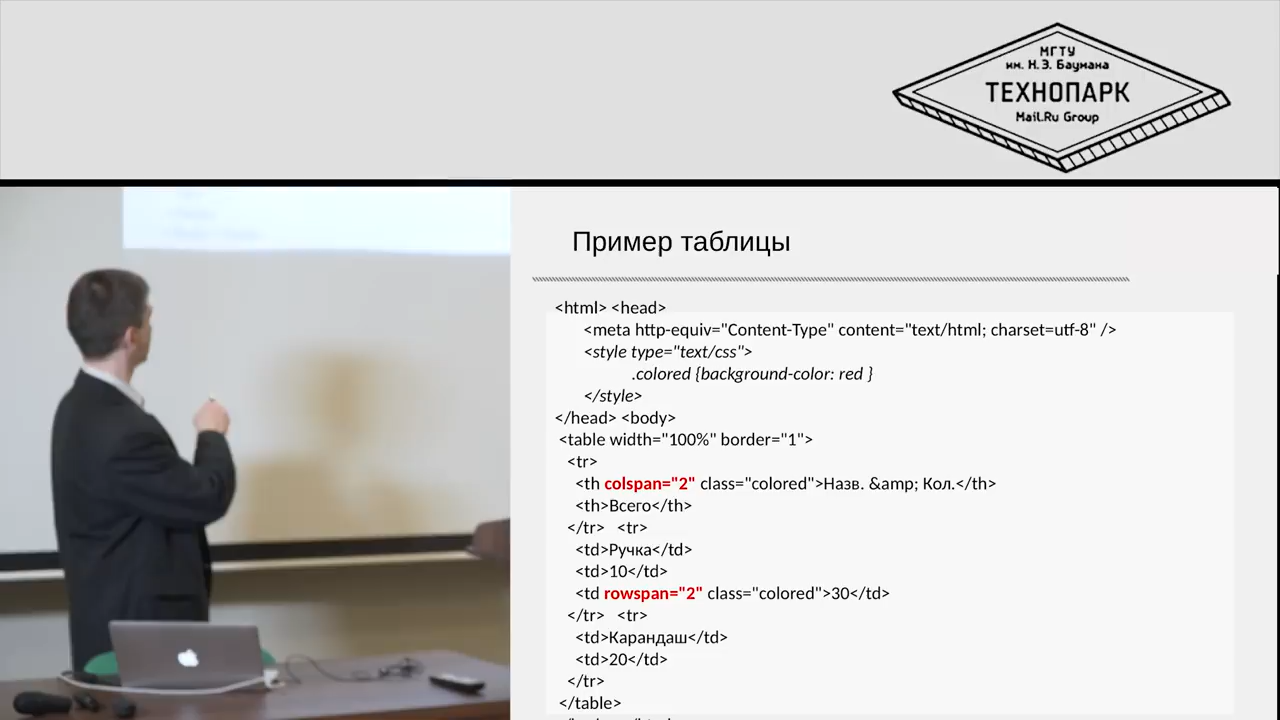 МГТУ
им. Н.Э. Баумана
ТЕХНОПАРК
Mail.Ru Group
Пример таблицы
<html> <head>
<meta http-equiv="Content-Type" content="text/html; charset=utf-8" />
<style type="text/css">
.colored {background-color: red }
</style>
</head> <body>
<table width="100%" border="1">
<tr>
<th colspan="2" class="colored">Назв. &amp; Кол.</th>
<th>Всего</th>
</tr> <tr>
<td>Ручка</td>
<td>10</td>
<td rowspan="2" class="colored">30</td>
</tr> <tr>
<td>Карандаш</td>
<td>20</td>
</tr>
</table>